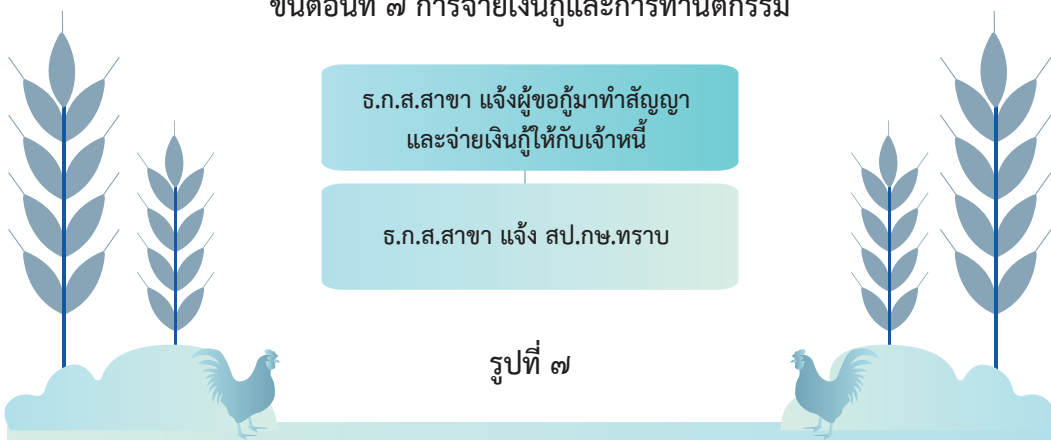 ขั้นตอนที่ ๗ การจ่ายเงินกู้และการทำนิติกรรม
ธ.ก.ส.สาขา แจ้งผู้ขอกู้มาทำสัญญา
และจ่ายเงินกู้ให้กับเจ้าหนี้
ธ.ก.ส.สาขา แจ้ง สป.กษ.ทราบ
รูปที่ ๗